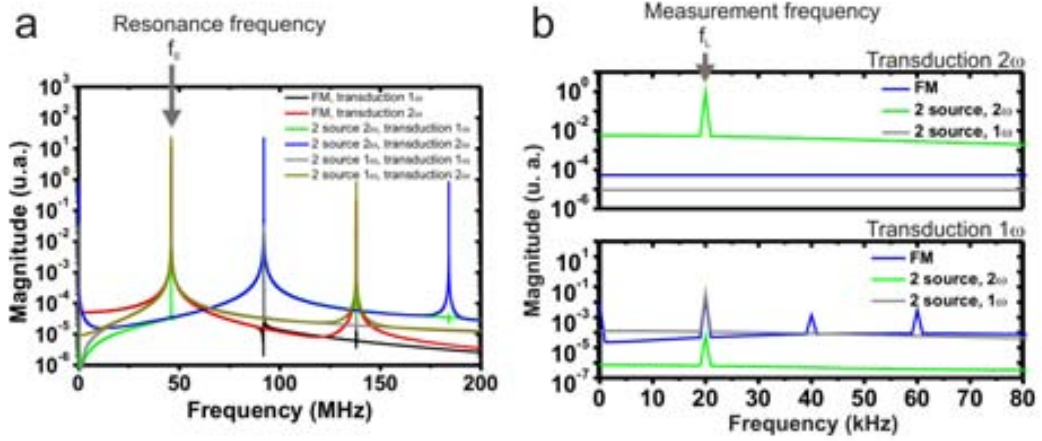 a
Resonance frequency
f₀
10³
10²
10¹
10⁰
10⁻¹
10⁻²
10⁻³
10⁻⁴
10⁻⁵
10⁻⁶
Magnitude (u.a.)
FM, transduction 1ω
FM, transduction 2ω
2 source 2ω, transduction 1ω
2 source 2ω, transduction 2ω
2 source 1ω, transduction 1ω
2 source 1ω, transduction 2ω
0 50 100 150 200
Frequency (MHz)
b
Measurement frequency
f_L
Transduction 2ω
10⁰
10⁻²
10⁻⁴
10⁻⁶
FM
2 source, 2ω
2 source, 1ω
Magnitude (u. a.)
Transduction 1ω
10¹
10⁻¹
10⁻³
10⁻⁵
10⁻⁷
FM
2 source, 2ω
2 source, 1ω
0 10 20 30 40 50 60 70 80
Frequency (kHz)